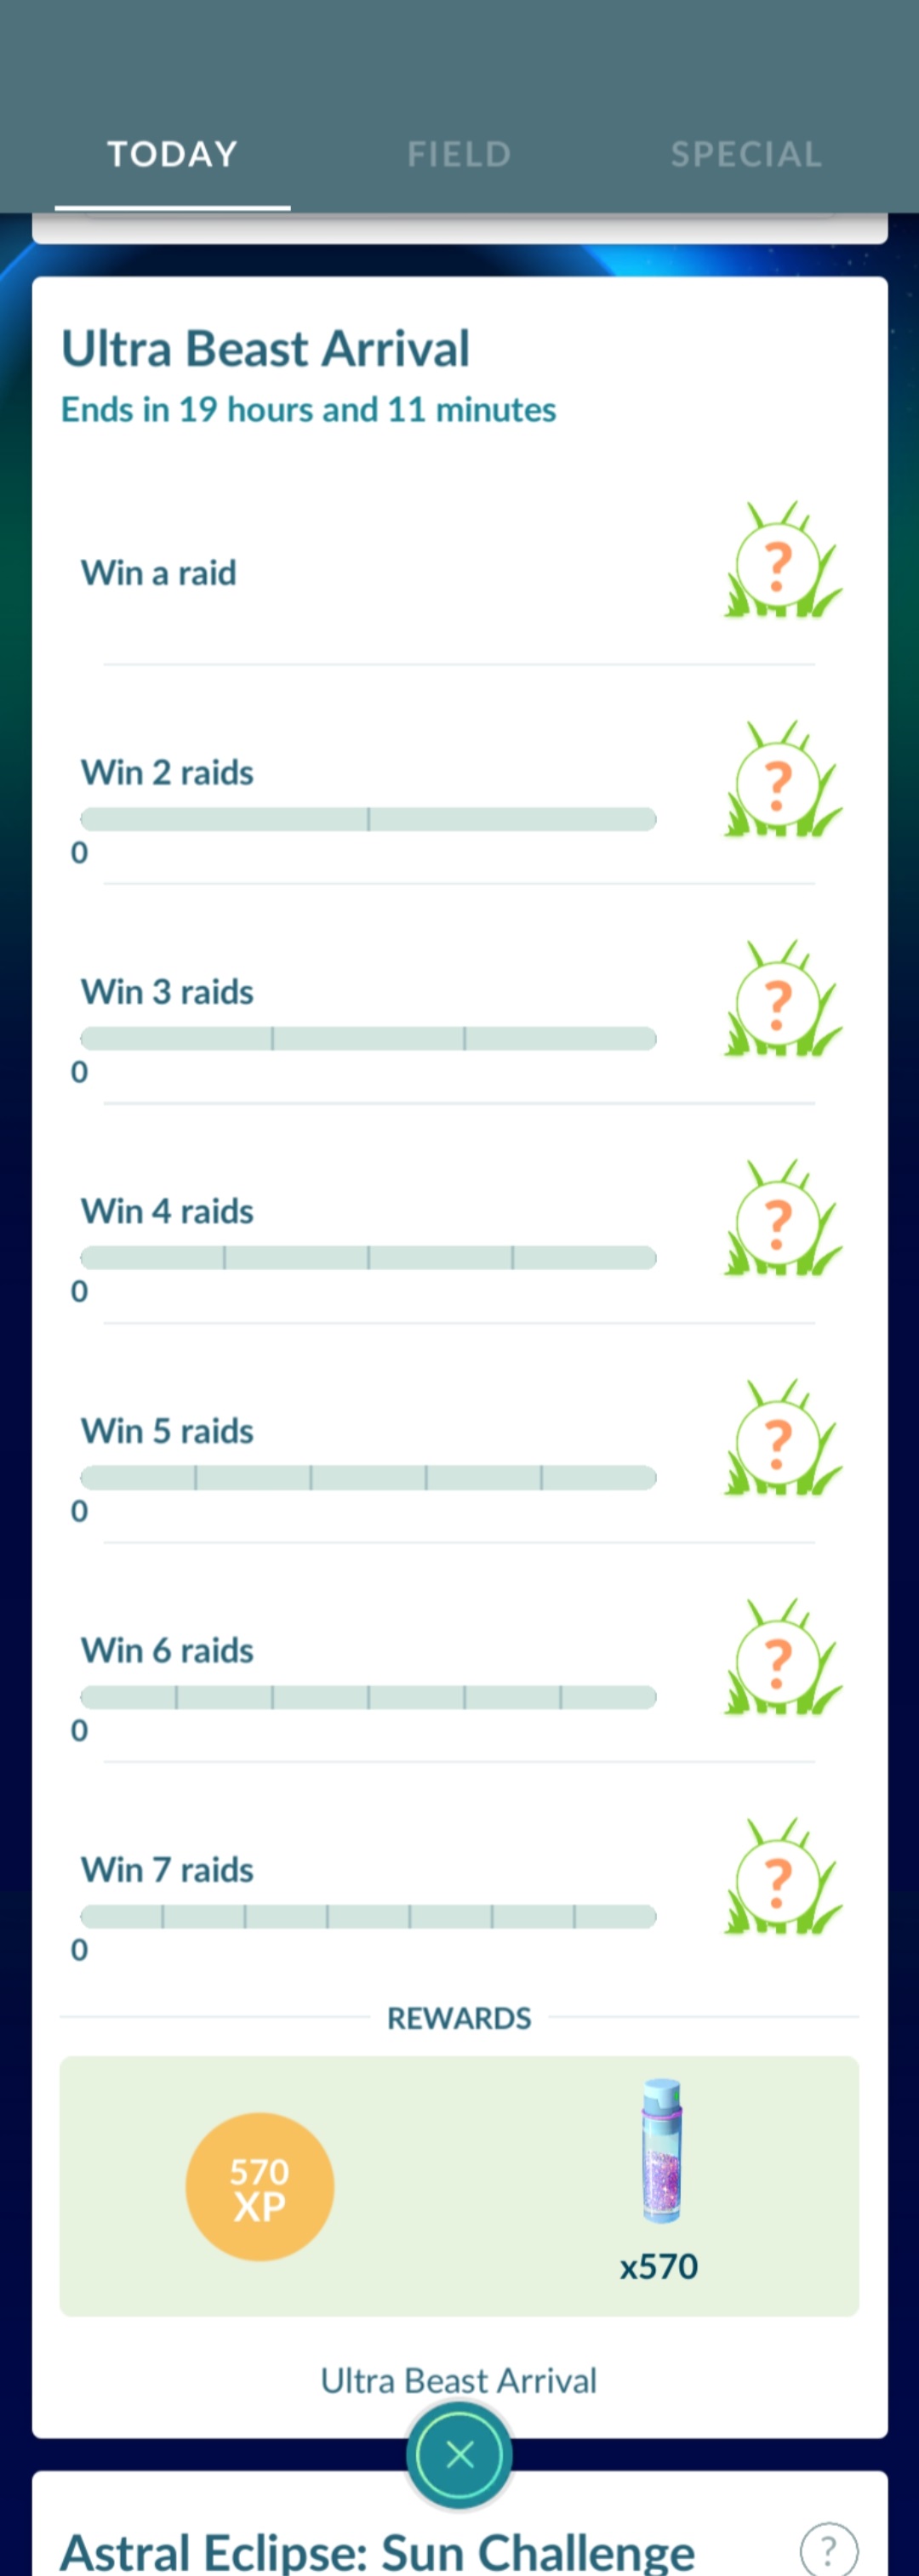 TODAY FIELD SPECIAL
Ultra Beast Arrival
Ends in 19 hours and 11 minutes
Win a raid
?
Win 2 raids
?
0
Win 3 raids
?
0
Win 4 raids
?
0
Win 5 raids
?
0
Win 6 raids
?
0
Win 7 raids
?
0
REWARDS
570
XP
x570
Ultra Beast Arrival
Astral Eclipse: Sun Challenge ?